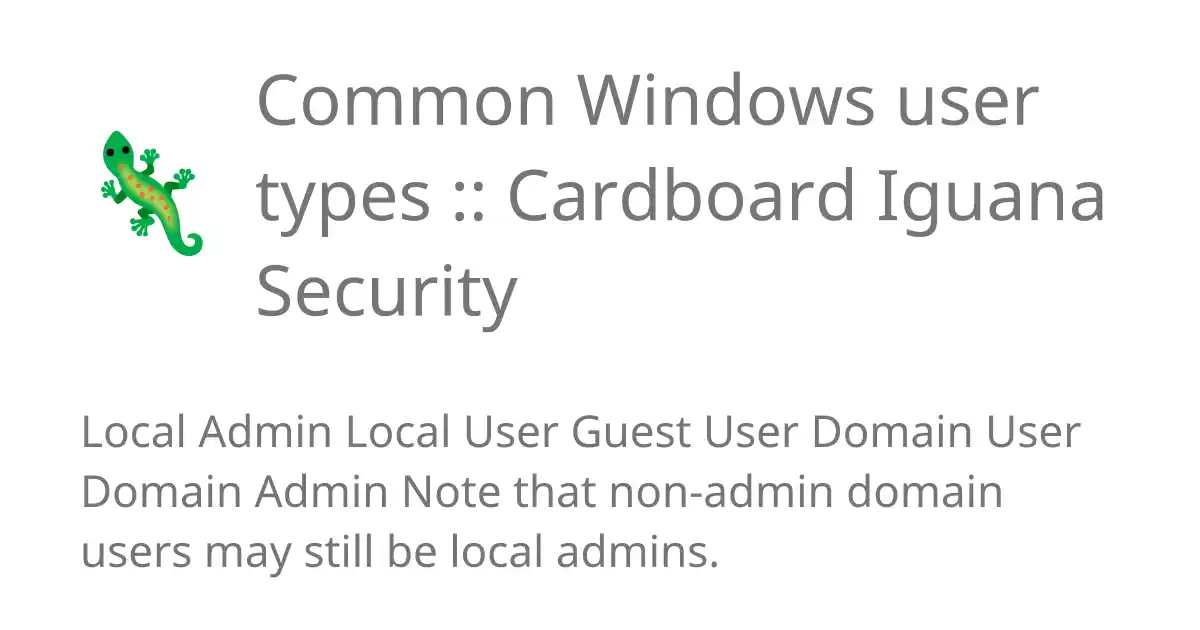 Common Windows user
types :: Cardboard Iguana
Security
Local Admin Local User Guest User Domain User
Domain Admin Note that non-admin domain
users may still be local admins.